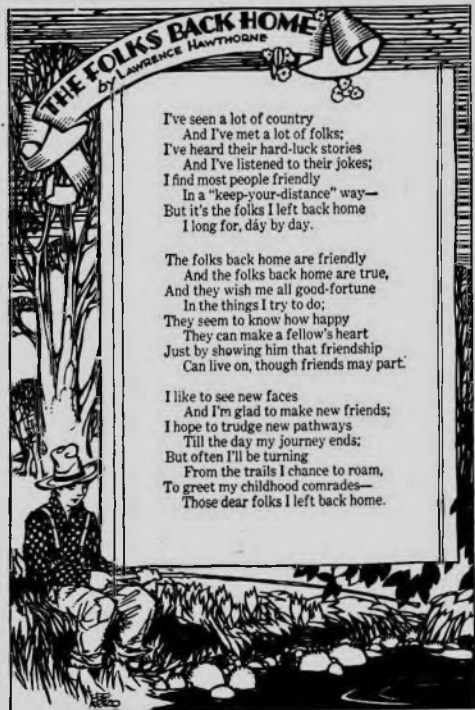 THE FOLKS BACK HOME
by LAWRENCE HAWTHORNE
I've seen a lot of country
And I've met a lot of folks;
I've heard their hard-luck stories
And I've listened to their jokes;
I find most people friendly
In a "keep-your-distance" way—
But it's the folks I left back home
I long for, day by day.
The folks back home are friendly
And the folks back home are true,
And they wish me all good-fortune
In the things I try to do;
They seem to know how happy
They can make a fellow's heart
Just by showing him that friendship
Can live on, though friends may part.
I like to see new faces
And I'm glad to make new friends;
I hope to trudge new pathways
Till the day my journey ends;
But often I'll be turning
From the trails I chance to roam,
To greet my childhood comrades—
Those dear folks I left back home.